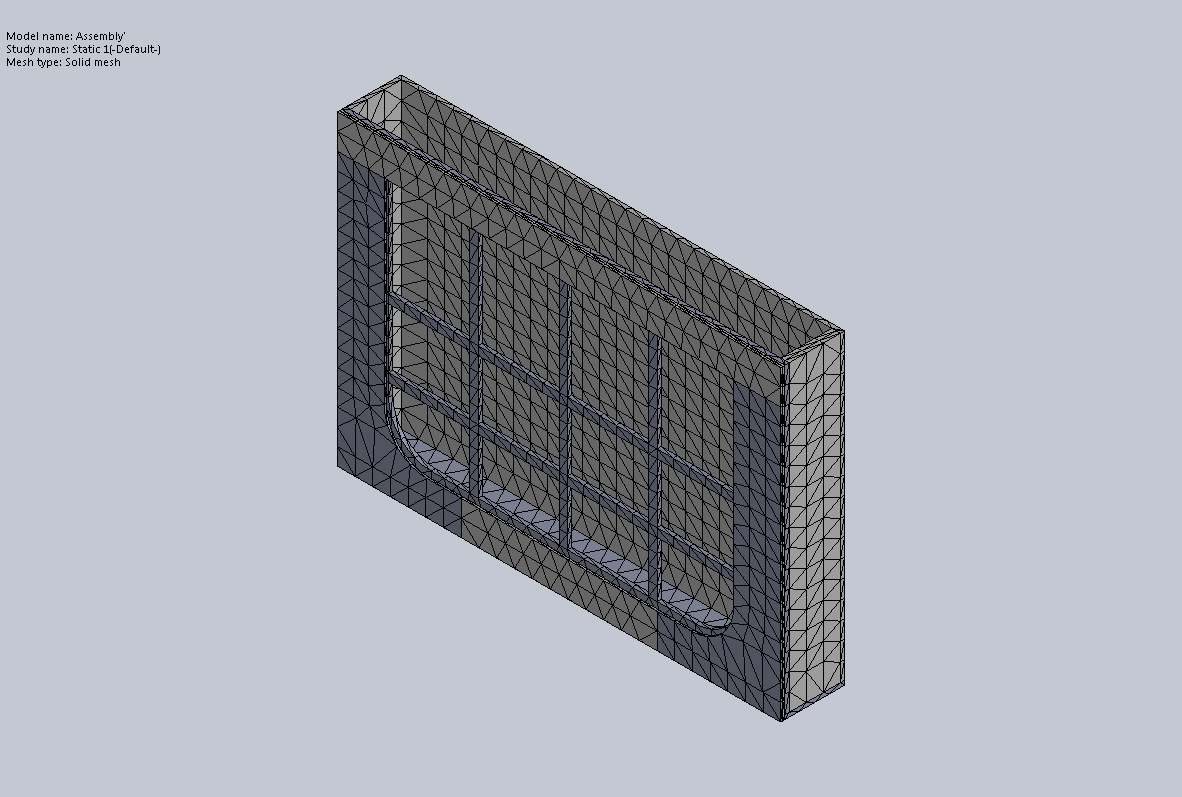 Model name: Assembly'
Study name: Static 1(-Default-)
Mesh type: Solid mesh